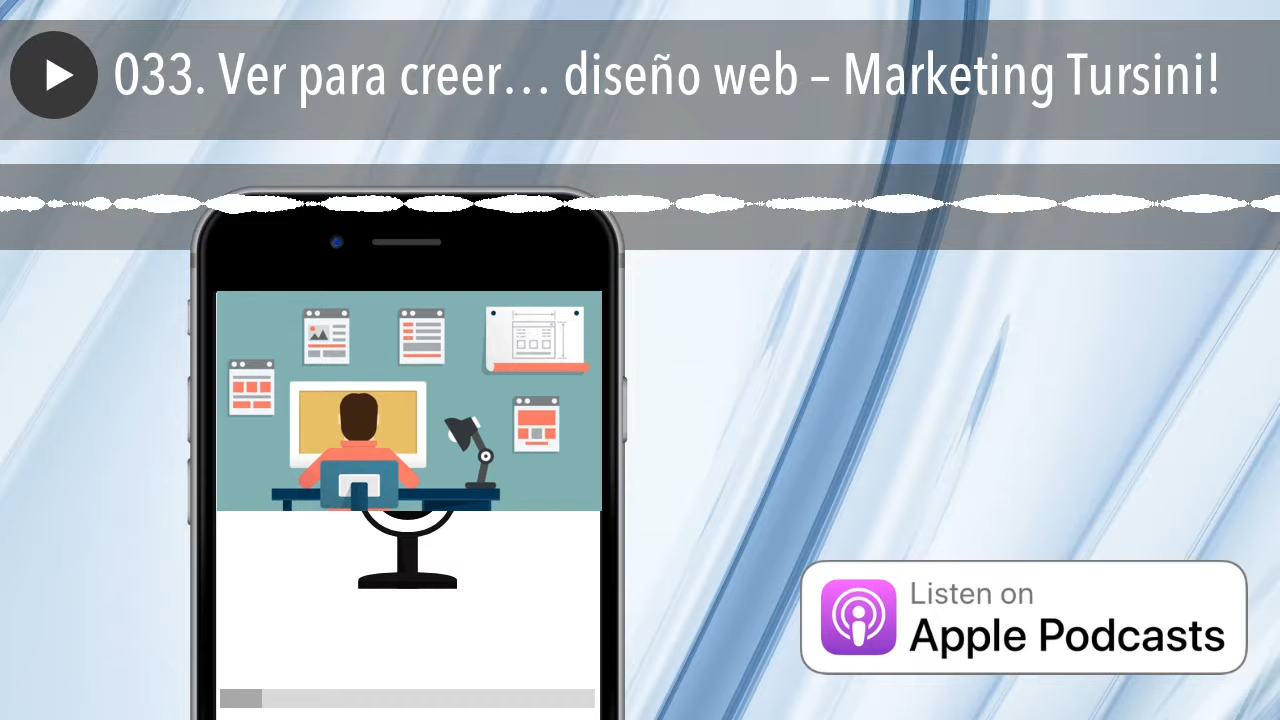 033. Ver para creer… diseño web – Marketing Tursini!
Listen on
Apple Podcasts